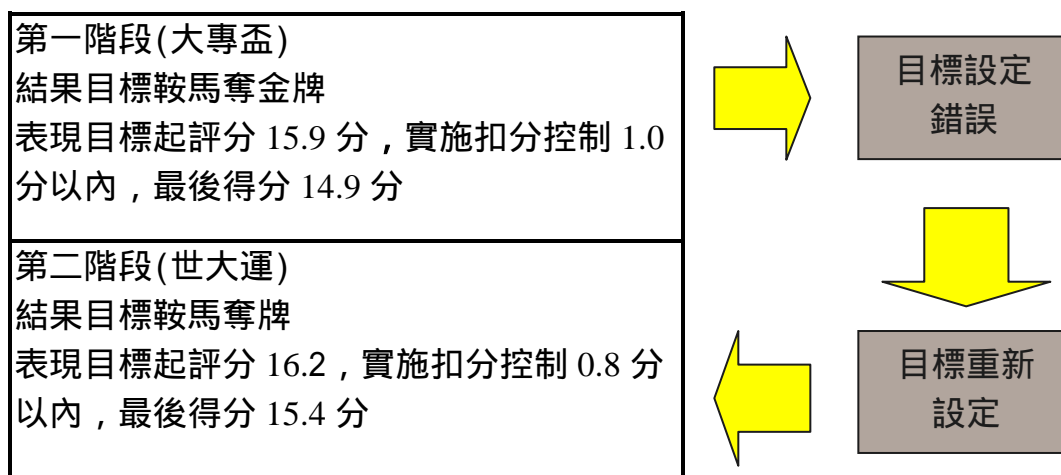 第一階段(大專盃)
結果目標鞍馬奪金牌
表現目標起評分 15.9 分，實施扣分控制 1.0
分以內，最後得分 14.9 分
目標設定
錯誤
目標重新
設定
第二階段(世大運)
結果目標鞍馬奪牌
表現目標起評分 16.2，實施扣分控制 0.8 分
以內，最後得分 15.4 分